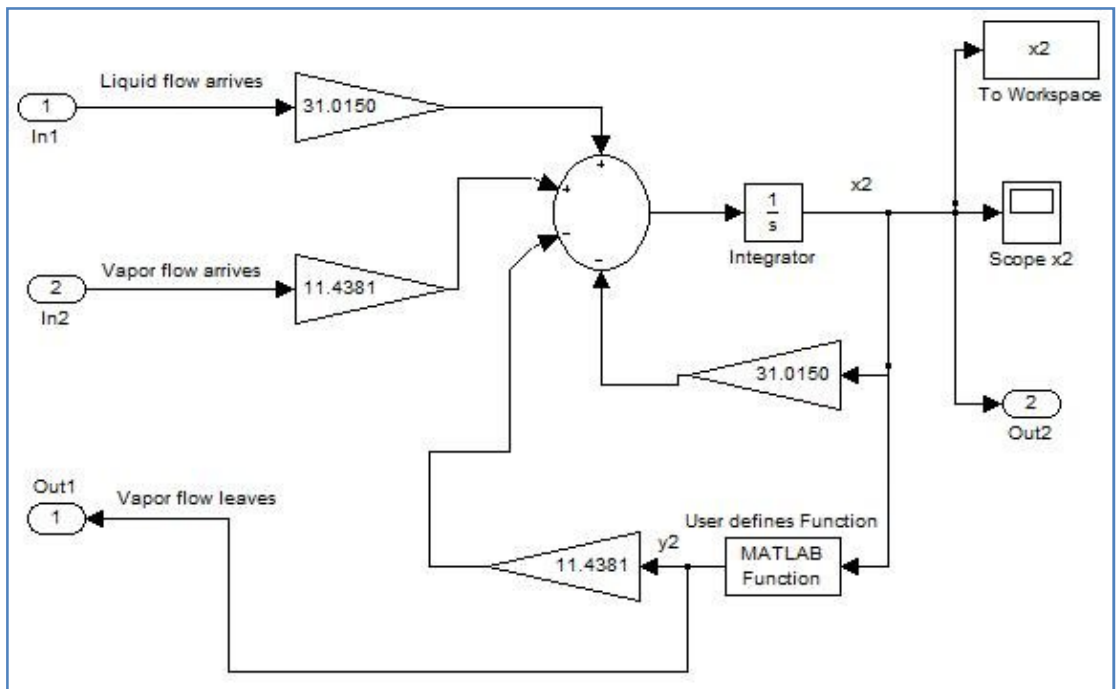 x2
To Workspace
Liquid flow arrives
1
In1
31.0150
+
+
-
-
x2
1
s
Integrator
Scope x2
Vapor flow arrives
2
In2
11.4381
31.0150
2
Out2
Out1
1
Vapor flow leaves
User defines Function
y2
MATLAB
Function
11.4381